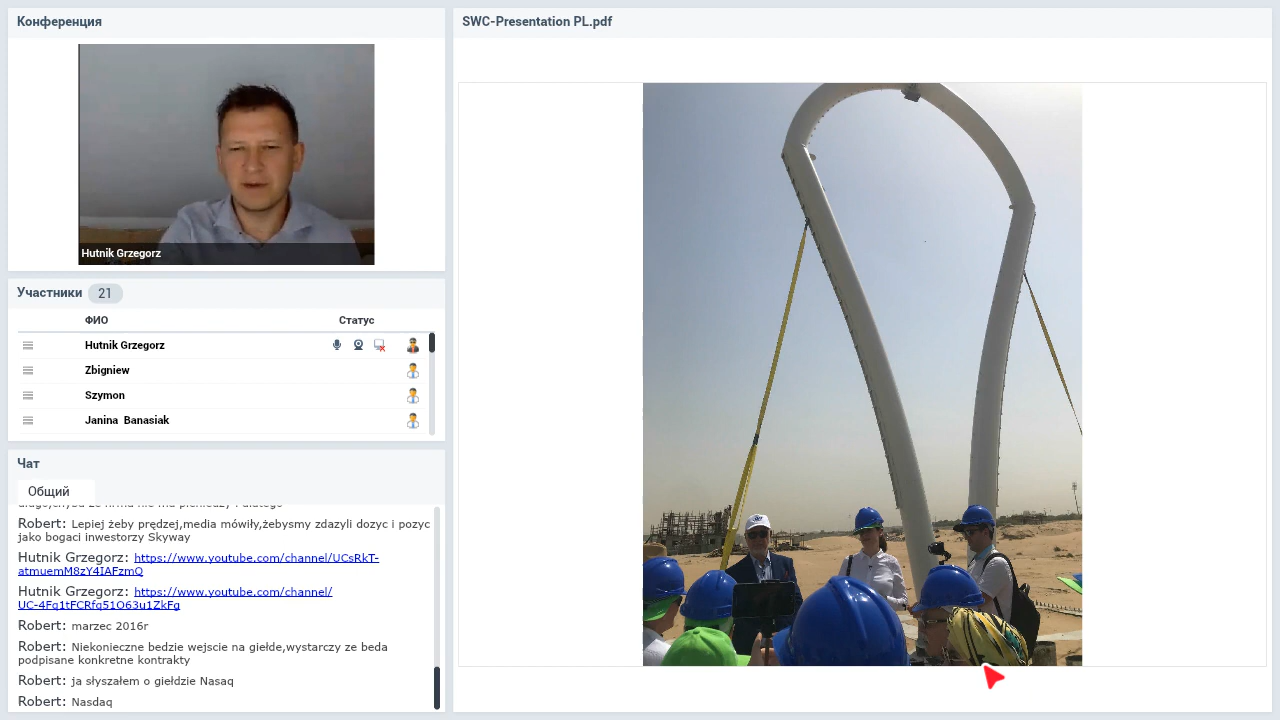 Конференция
Hutnik Grzegorz
Участники 21
ФИО Статус
Hutnik Grzegorz
Zbigniew
Szymon
Janina Banasiak
Чат
Общий
Robert: Lepiej żeby prędzej,media mówiły,żebysmy zdazyli dozyc i pozyc
jako bogaci inwestorzy Skyway
Hutnik Grzegorz: https://www.youtube.com/channel/UCsRkT-
atmuemM8zY4IAFzmQ
Hutnik Grzegorz: https://www.youtube.com/channel/
UC-4Fq1tFCRfq51O63u1ZkFg
Robert: marzec 2016r
Robert: Niekonieczne bedzie wejscie na giełde,wystarczy ze beda
podpisane konkretne kontrakty
Robert: ja słyszałem o giełdzie Nasaq
Robert: Nasdaq
SWC-Presentation PL.pdf